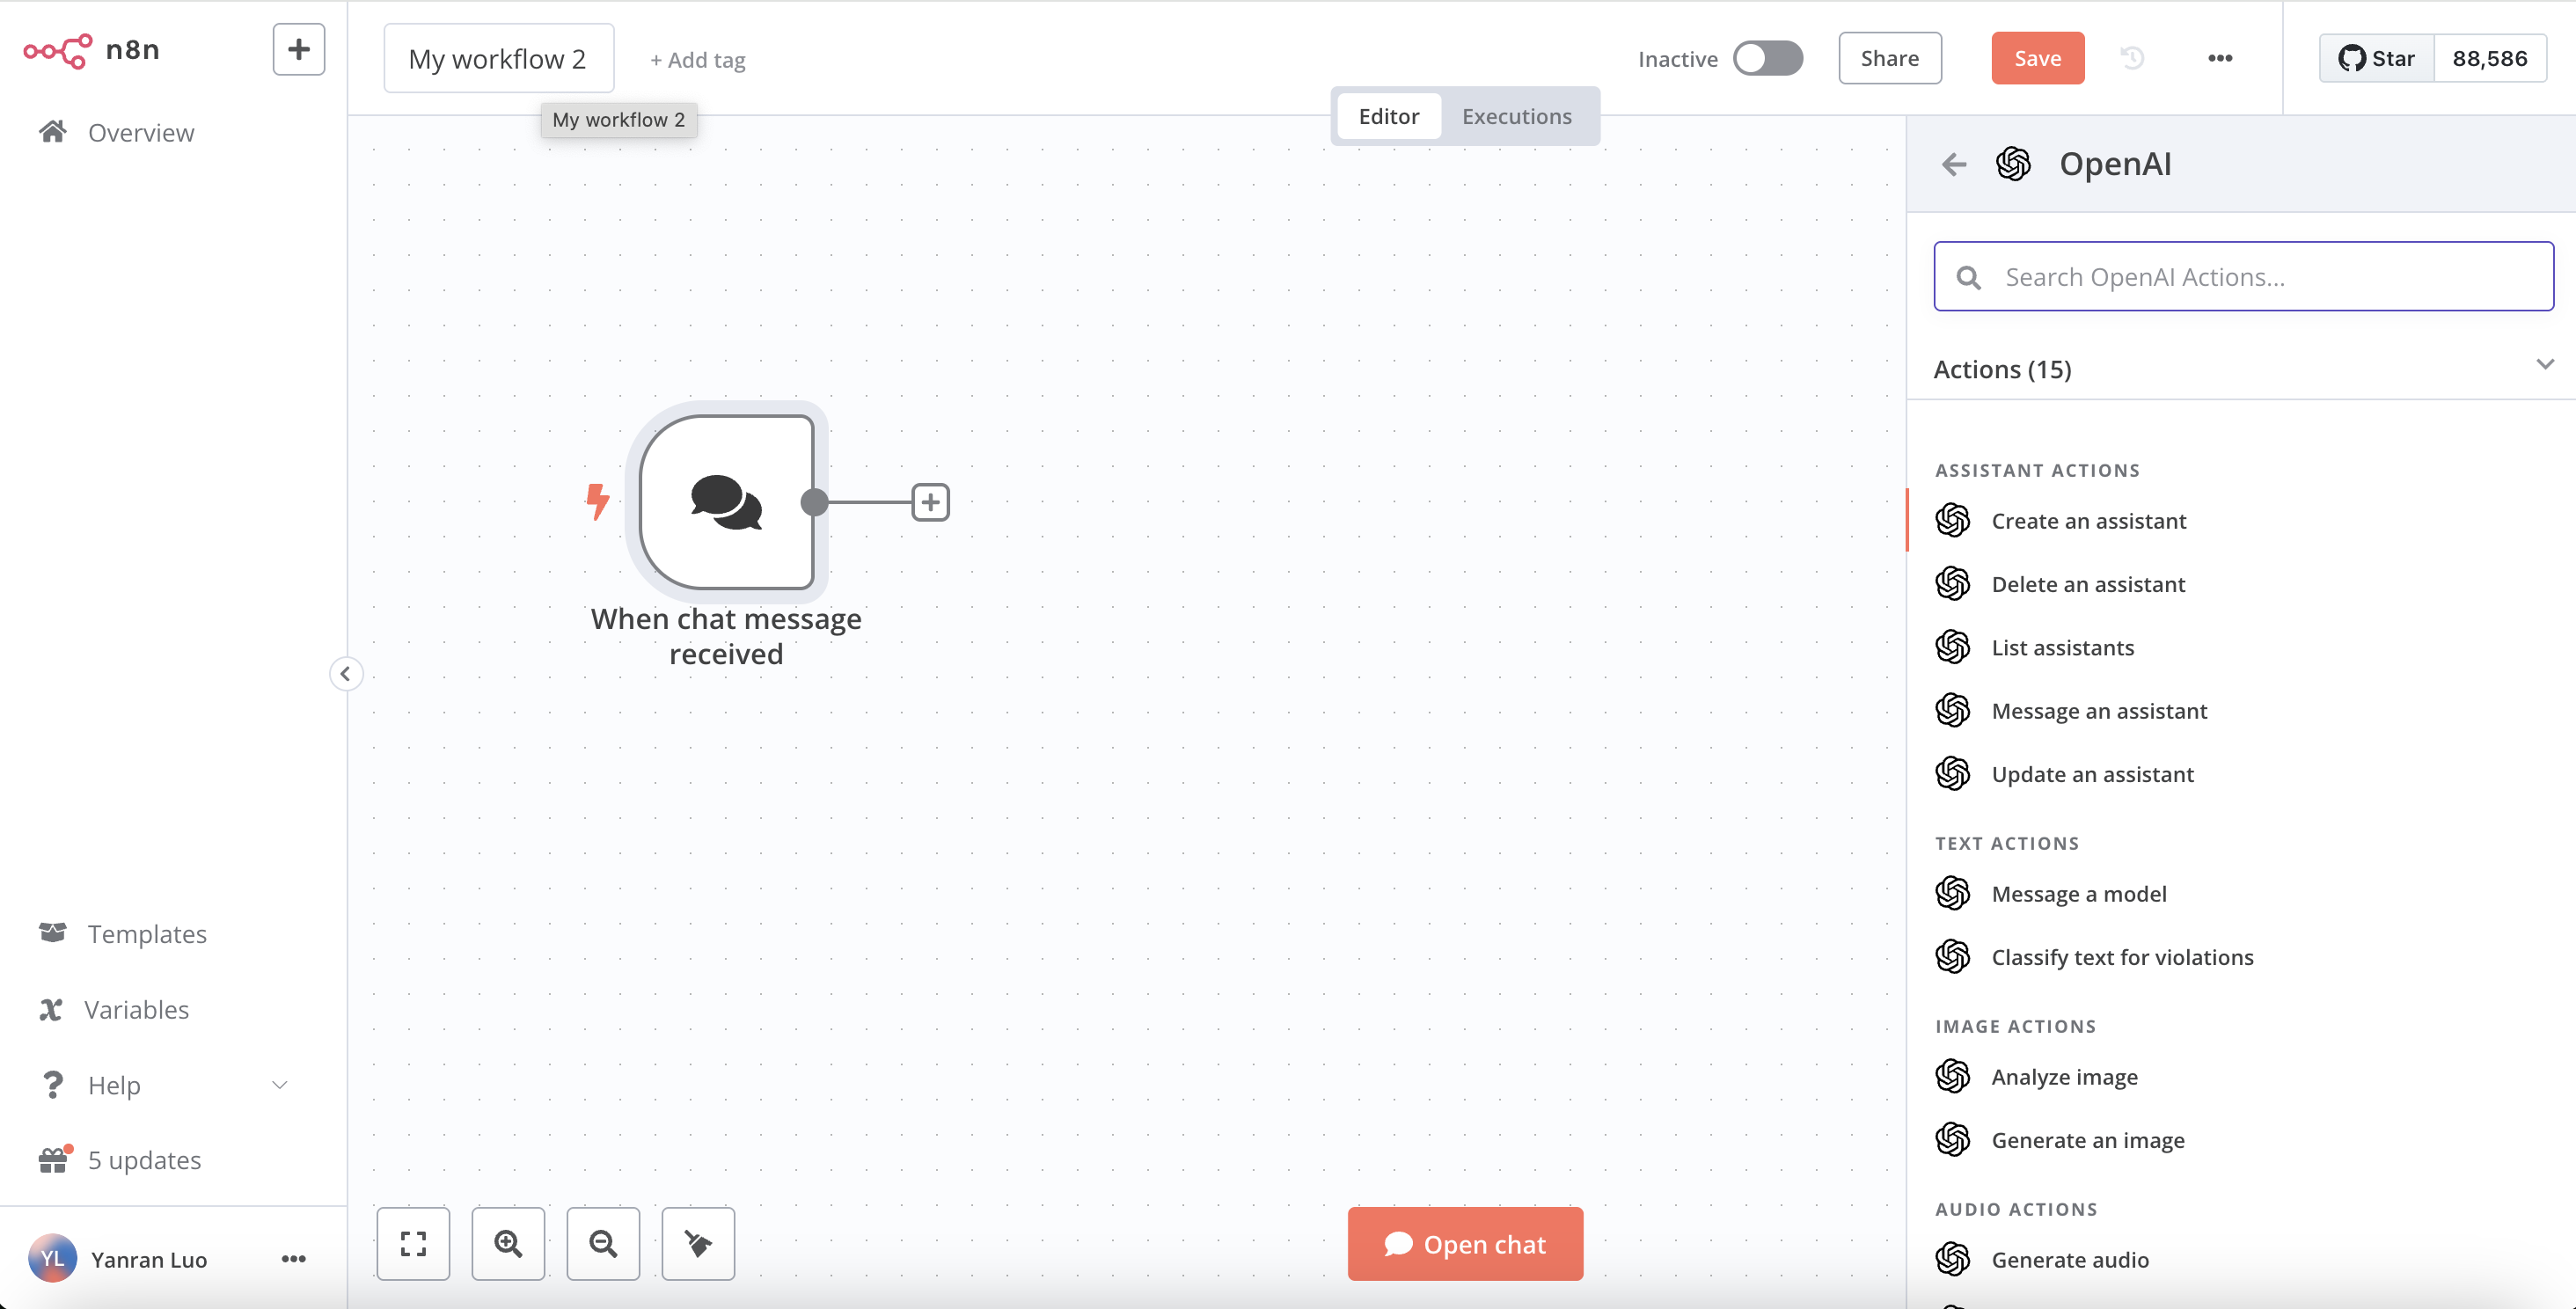 n8n
Overview
Templates
Variables
Help
5 updates
YL
Yanran Luo
My workflow 2
+ Add tag
My workflow 2
Inactive
Share
Save
Star
88,586
Editor
Executions
When chat message
received
Open chat
OpenAI
Search OpenAI Actions...
Actions (15)
ASSISTANT ACTIONS
Create an assistant
Delete an assistant
List assistants
Message an assistant
Update an assistant
TEXT ACTIONS
Message a model
Classify text for violations
IMAGE ACTIONS
Analyze image
Generate an image
AUDIO ACTIONS
Generate audio